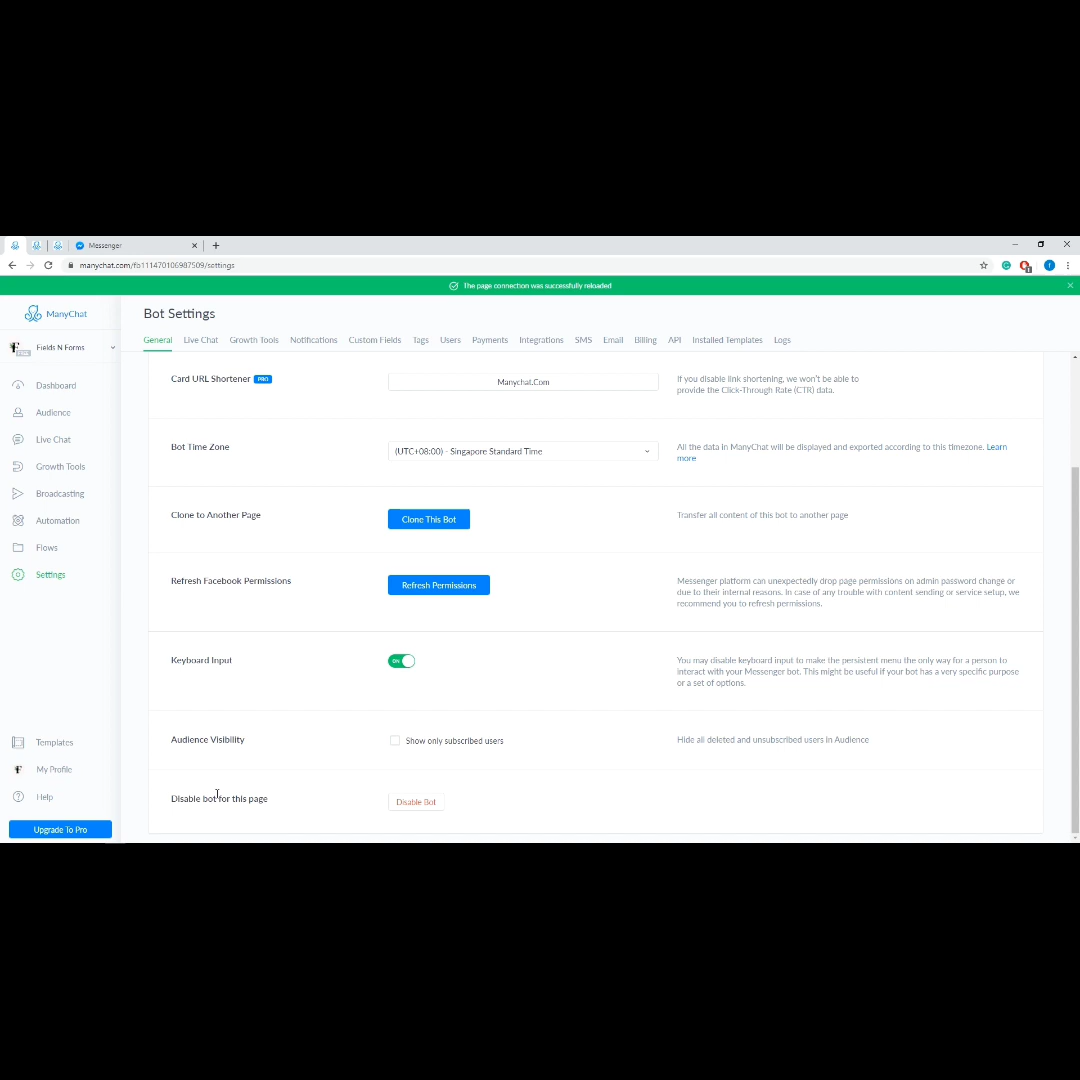 Messenger
manychat.com/fb111470106987509/settings
The page connection was successfully reloaded
ManyChat
Bot Settings
Fields N Forms
FREE
General Live Chat Growth Tools Notifications Custom Fields Tags Users Payments Integrations SMS Email Billing API Installed Templates Logs
Dashboard
Audience
Live Chat
Growth Tools
Broadcasting
Automation
Flows
Settings
Templates
My Profile
Help
Upgrade To Pro
Card URL Shortener PRO
Manychat.Com
If you disable link shortening, we won't be able to
provide the Click-Through Rate (CTR) data.
Bot Time Zone
(UTC+08:00) - Singapore Standard Time
All the data in ManyChat will be displayed and exported according to this timezone. Learn
more
Clone to Another Page
Clone This Bot
Transfer all content of this bot to another page
Refresh Facebook Permissions
Refresh Permissions
Messenger platform can unexpectedly drop page permissions on admin password change or
due to their internal reasons. In case of any trouble with content sending or service setup, we
recommend you to refresh permissions.
Keyboard Input
ON
You may disable keyboard input to make the persistent menu the only way for a person to
interact with your Messenger bot. This might be useful if your bot has a very specific purpose
or a set of options.
Audience Visibility
Show only subscribed users
Hide all deleted and unsubscribed users in Audience
Disable bot for this page
Disable Bot